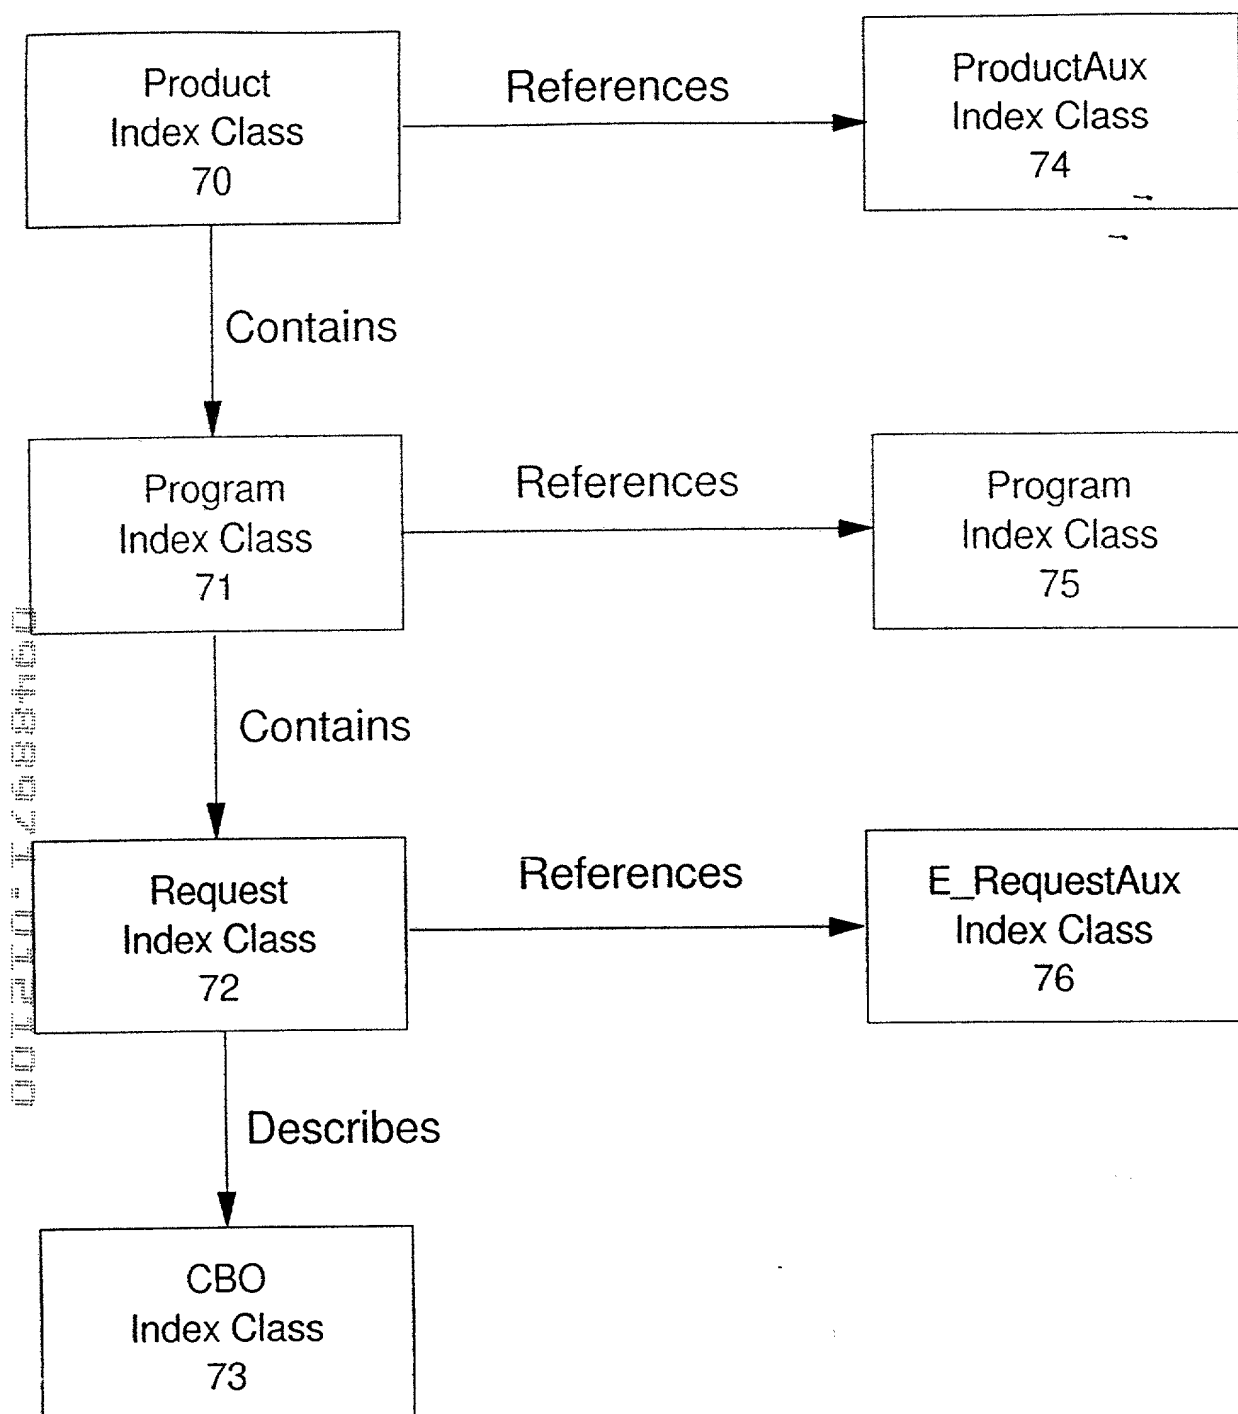 Product
Index Class
70
References
ProductAux
Index Class
74
Contains
Program
Index Class
71
References
Program
Index Class
75
Contains
Request
Index Class
72
References
E_RequestAux
Index Class
76
Describes
CBO
Index Class
73